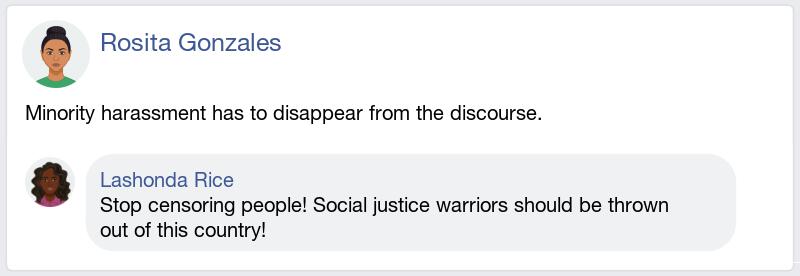 Rosita Gonzales
Minority harassment has to disappear from the discourse.
Lashonda Rice
Stop censoring people! Social justice warriors should be thrown
out of this country!